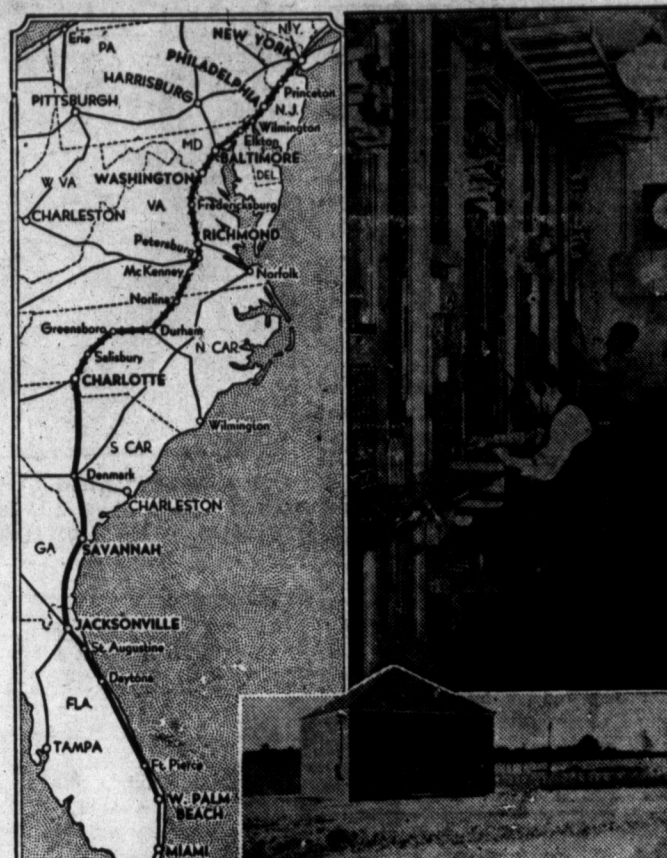 N.Y.
NEW YORK
Erie
PA
PHILADELPHIA
HARRISBURG
Princeton
PITTSBURGH
N.J.
Wilmington
Elkton
MD
BALTIMORE
DEL
WASHINGTON
W VA
VA
Fredericksburg
CHARLESTON
RICHMOND
Petersburg
McKenney
Norfolk
Norlina
Greensboro
Durham
N CAR
Salisbury
CHARLOTTE
Wilmington
S CAR
Denmark
CHARLESTON
GA
SAVANNAH
JACKSONVILLE
St. Augustine
Daytona
FLA.
TAMPA
Ft. Pierce
W. PALM
BEACH
MIAMI